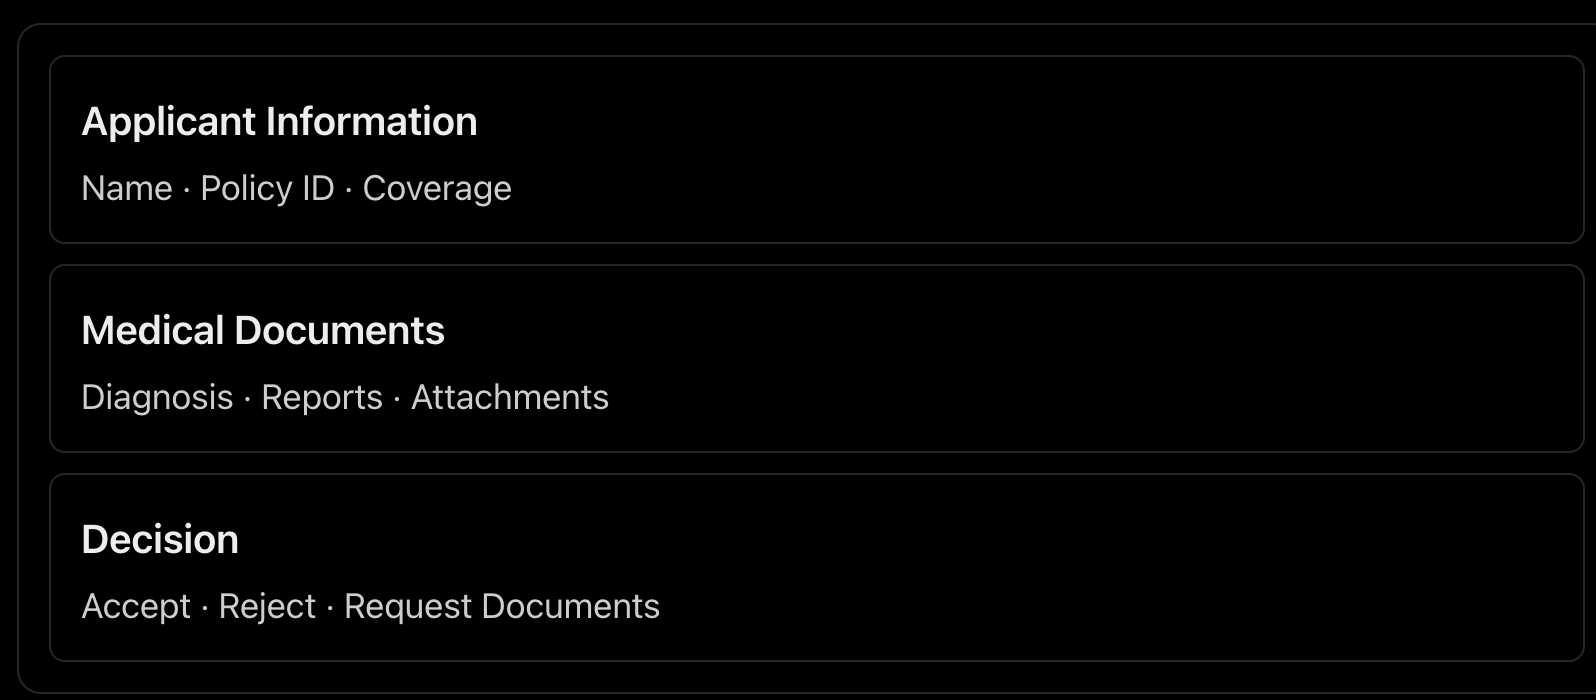 Applicant Information
Name · Policy ID · Coverage
Medical Documents
Diagnosis · Reports · Attachments
Decision
Accept · Reject · Request Documents